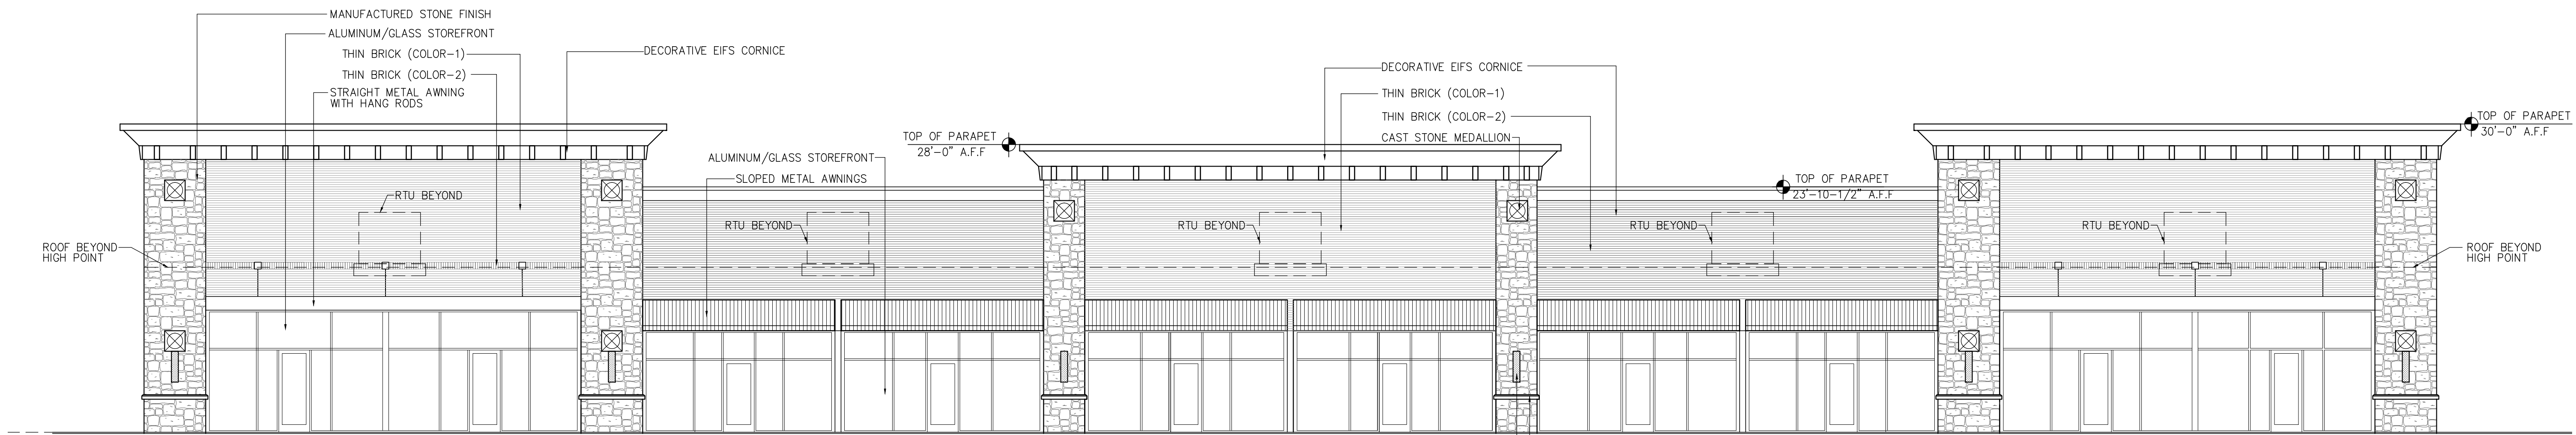 MANUFACTURED STONE FINISH
ALUMINUM/GLASS STOREFRONT
THIN BRICK (COLOR-1)
DECORATIVE EIFS CORNICE
THIN BRICK (COLOR-2)
STRAIGHT METAL AWNING
WITH HANG RODS
DECORATIVE EIFS CORNICE
THIN BRICK (COLOR-1)
THIN BRICK (COLOR-2)
CAST STONE MEDALLION
TOP OF PARAPET
28'-0" A.F.F
TOP OF PARAPET
30'-0" A.F.F
ALUMINUM/GLASS STOREFRONT
SLOPED METAL AWNINGS
TOP OF PARAPET
23'-10-1/2" A.F.F
RTU BEYOND
RTU BEYOND
RTU BEYOND
RTU BEYOND
RTU BEYOND
ROOF BEYOND
HIGH POINT
ROOF BEYOND
HIGH POINT